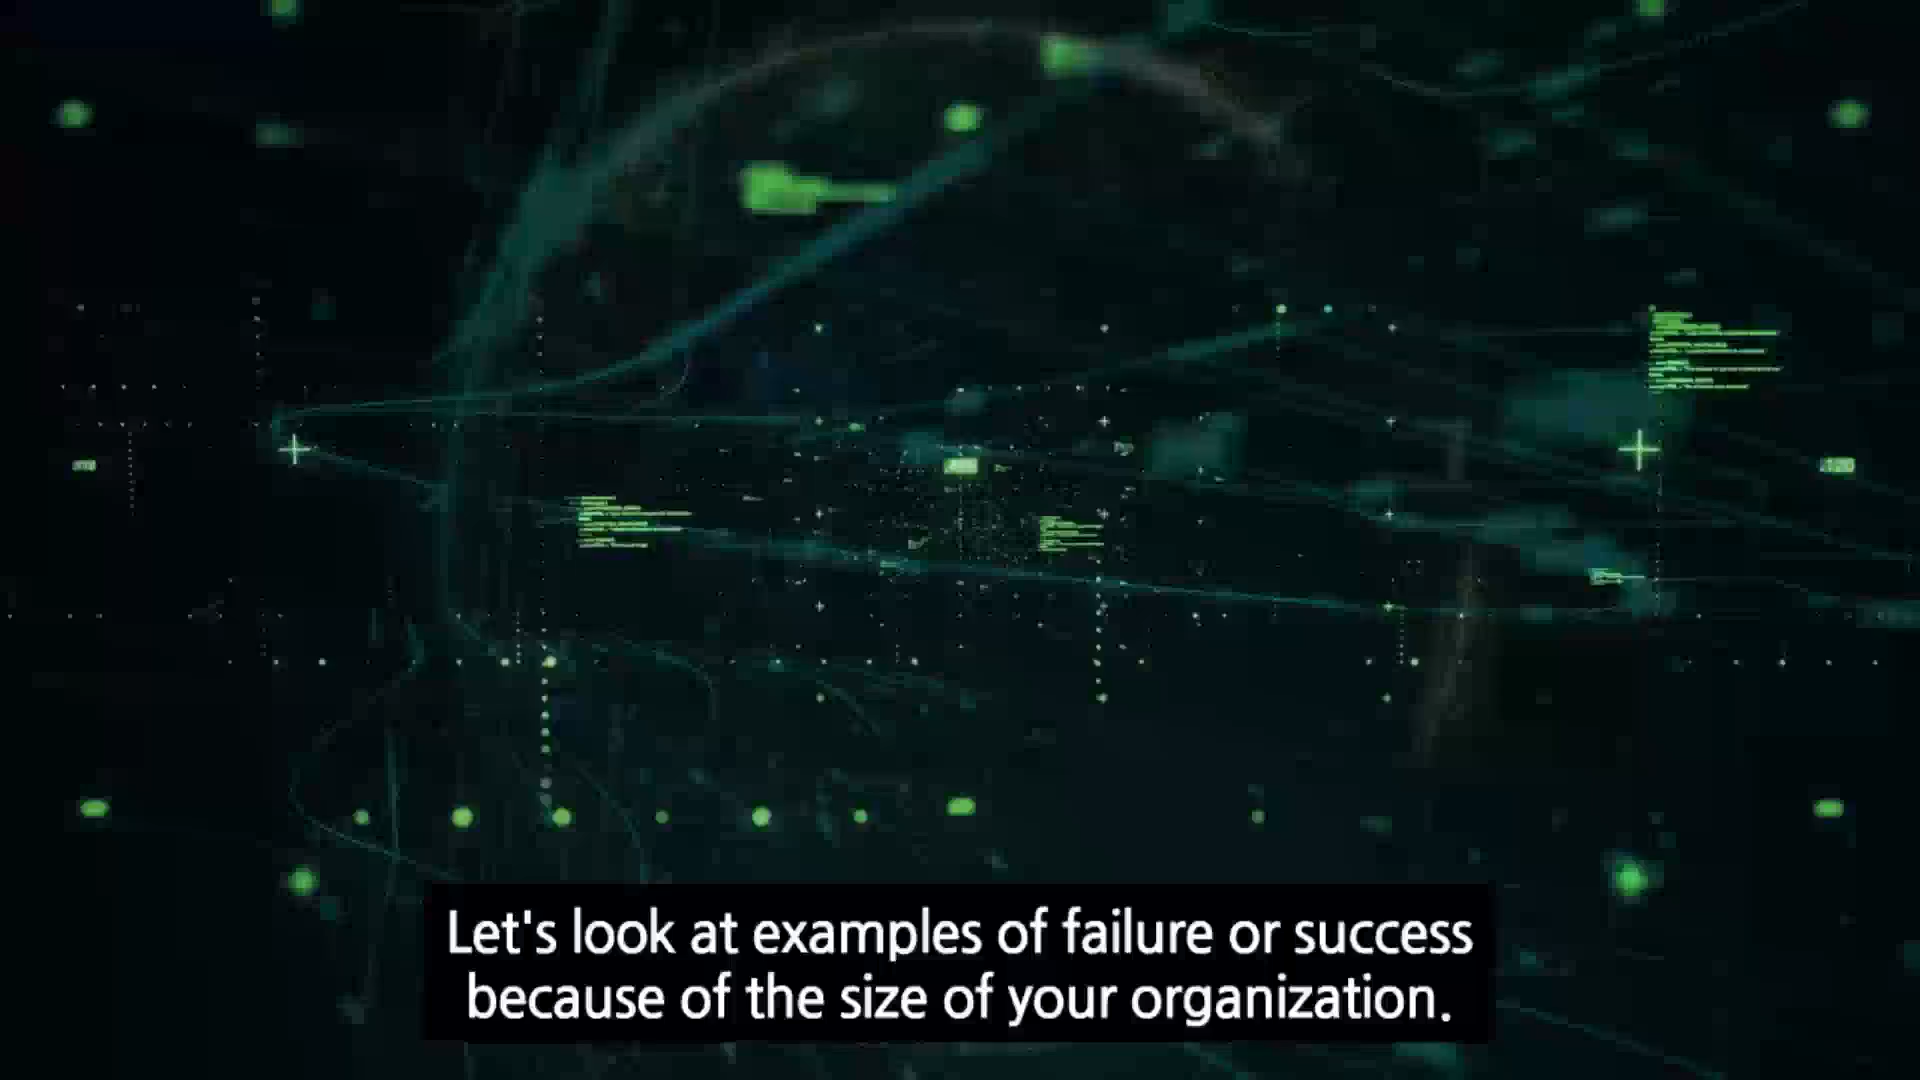 Let's look at examples of failure or success
because of the size of your organization.